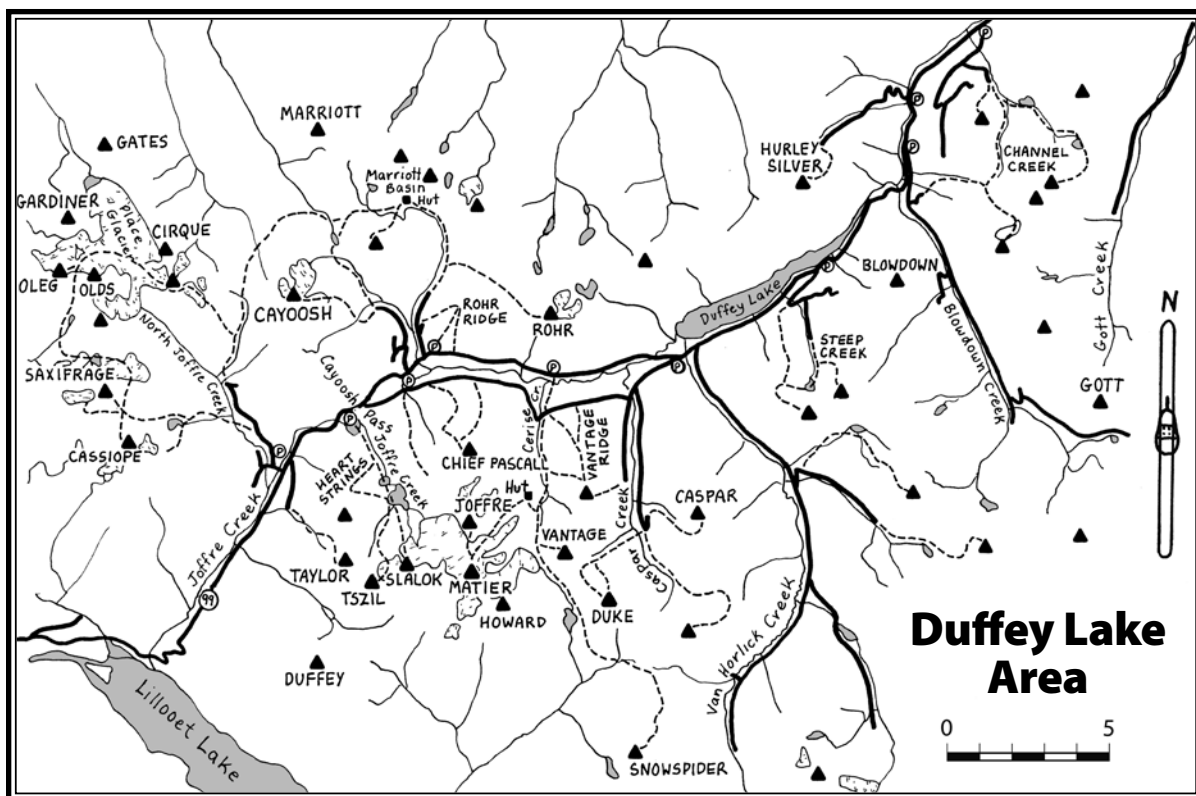 MARRIOTT
GATES
Marriott
Basin
Hut
HURLEY
SILVER
CHANNEL
CREEK
GARDINER
Place
Glacier
CIRQUE
OLEG
OLDS
CAYOOSH
ROHR
RIDGE
ROHR
Duffey Lake
BLOWDOWN
Gott Creek
N
North Joffre Creek
STEEP
CREEK
Blowdown Creek
SAXIFRAGE
Cayoosh Pass
Joffre Creek
Cerise Cr.
GOTT
CASSIOPE
HEART
STRINGS
CHIEF PASCALL
VANTAGE
RIDGE
Hut
JOFFRE
Creek
Caspar
CASPAR
VANTAGE
Joffre Creek
99
TAYLOR
TSZIL
SLALOK
MATIER
HOWARD
DUKE
Van Horlick Creek
DUFFEY
Lillooet Lake
SNOWSPIDER
Duffey Lake
Area
0 5
P
P
P
P
P
P
P
P
P
P